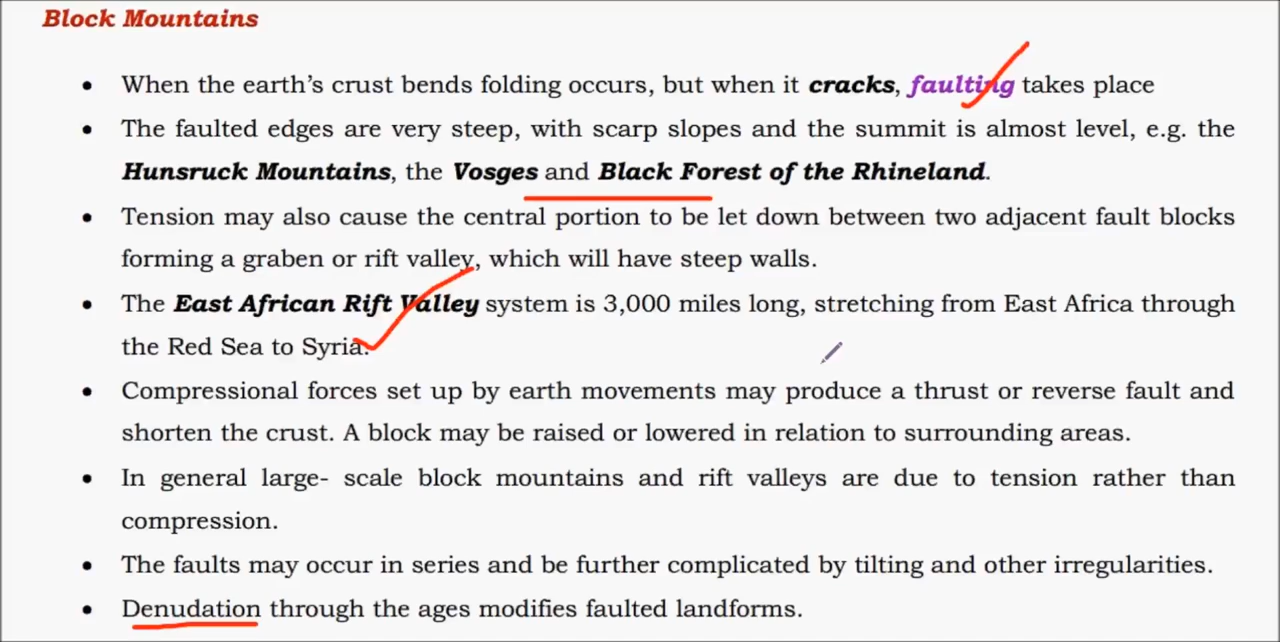 Block Mountains
• When the earth's crust bends folding occurs, but when it cracks, faulting takes place
• The faulted edges are very steep, with scarp slopes and the summit is almost level, e.g. the
Hunsruck Mountains, the Vosges and Black Forest of the Rhineland.
• Tension may also cause the central portion to be let down between two adjacent fault blocks
forming a graben or rift valley, which will have steep walls.
• The East African Rift Valley system is 3,000 miles long, stretching from East Africa through
the Red Sea to Syria.
• Compressional forces set up by earth movements may produce a thrust or reverse fault and
shorten the crust. A block may be raised or lowered in relation to surrounding areas.
• In general large- scale block mountains and rift valleys are due to tension rather than
compression.
• The faults may occur in series and be further complicated by tilting and other irregularities.
• Denudation through the ages modifies faulted landforms.